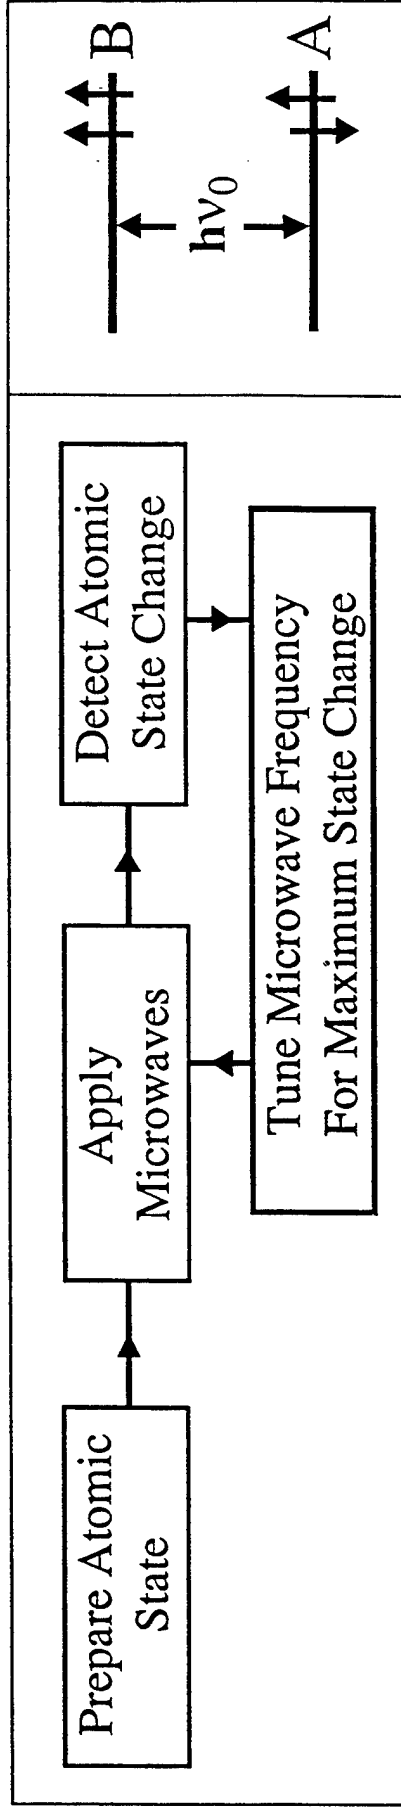 Prepare Atomic
State
Apply
Microwaves
Detect Atomic
State Change
Tune Microwave Frequency
For Maximum State Change
B
hν₀
A